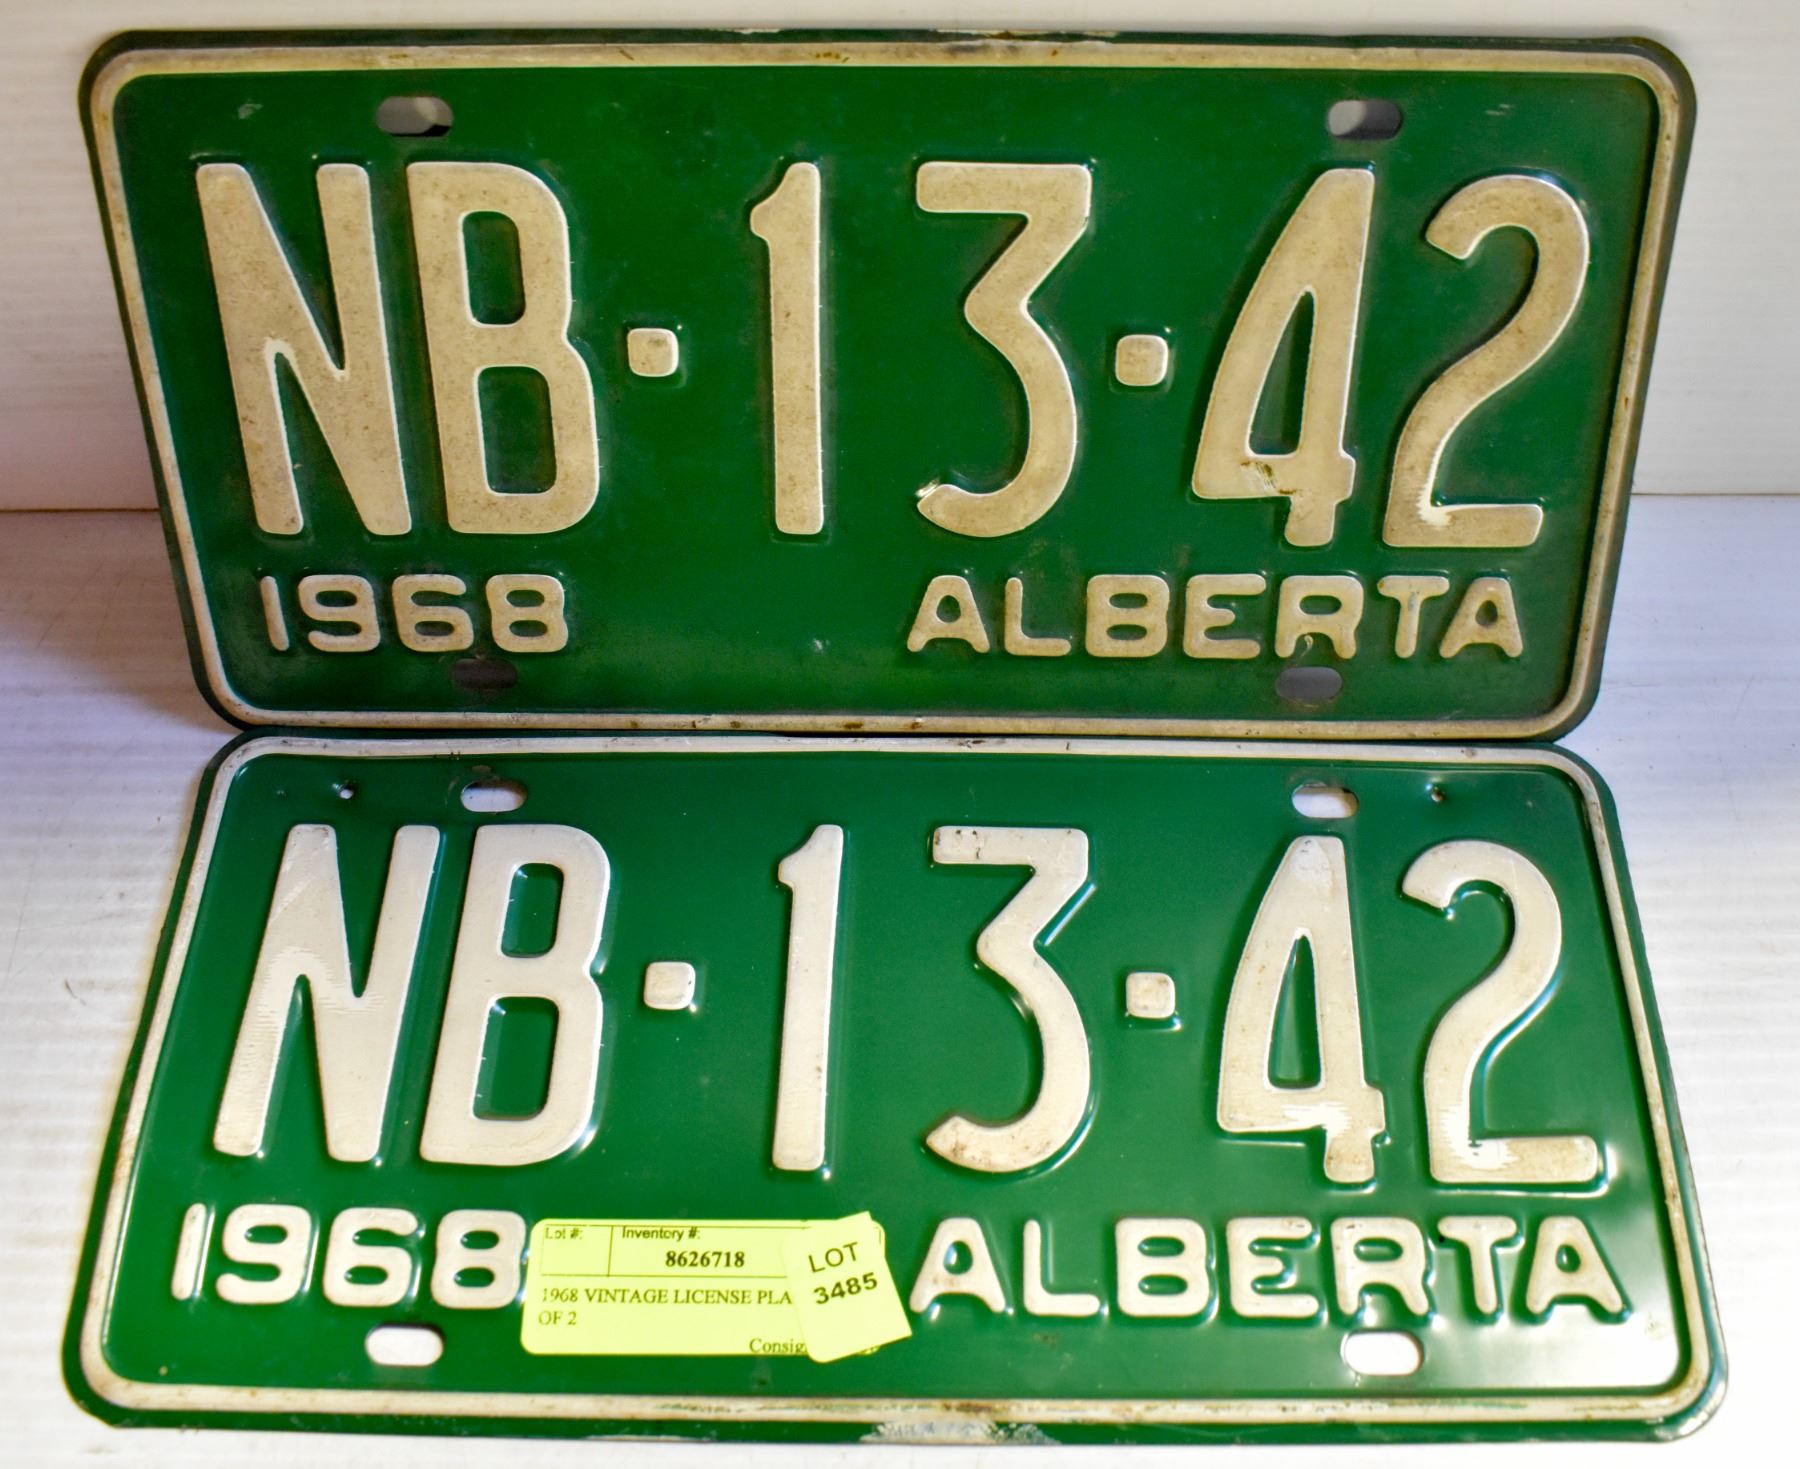 NB·13·42
1968 ALBERTA
NB·13·42
1968 ALBERTA
Lot #: Inventory #:
8626718
LOT
3485
1968 VINTAGE LICENSE
OF 2